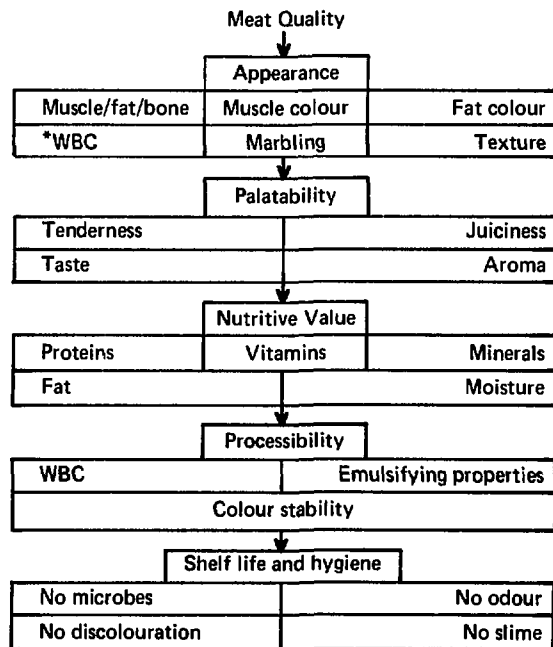 Meat Quality
Appearance
Muscle/fat/bone Muscle colour Fat colour
*WBC Marbling Texture
Palatability
Tenderness Juiciness
Taste Aroma
Nutritive Value
Proteins Vitamins Minerals
Fat Moisture
Processibility
WBC Emulsifying properties
Colour stability
Shelf life and hygiene
No microbes No odour
No discolouration No slime